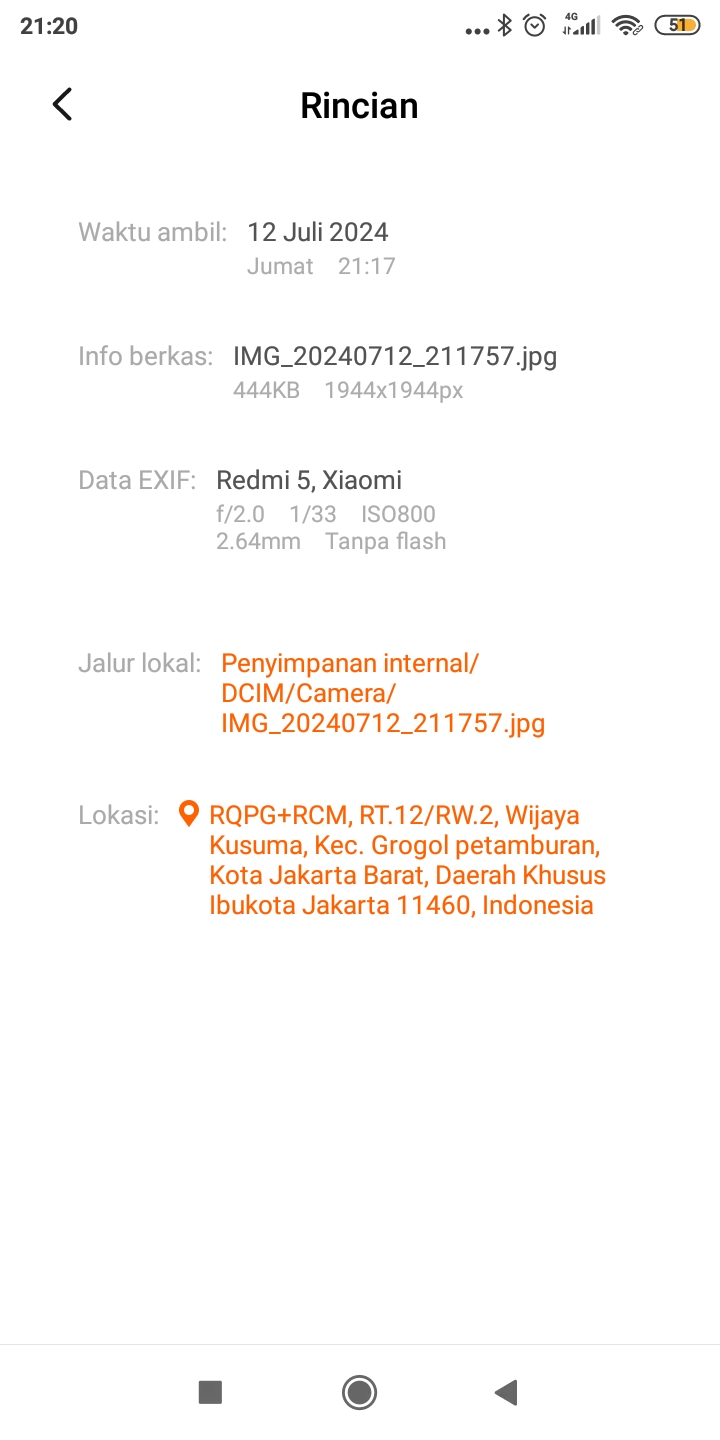 21:20
4G
51
Rincian
Waktu ambil: 12 Juli 2024
Jumat 21:17
Info berkas: IMG_20240712_211757.jpg
444KB 1944x1944px
Data EXIF: Redmi 5, Xiaomi
f/2.0 1/33 ISO800
2.64mm Tanpa flash
Jalur lokal: Penyimpanan internal/
DCIM/Camera/
IMG_20240712_211757.jpg
Lokasi: RQPG+RCM, RT.12/RW.2, Wijaya
Kusuma, Kec. Grogol petamburan,
Kota Jakarta Barat, Daerah Khusus
Ibukota Jakarta 11460, Indonesia